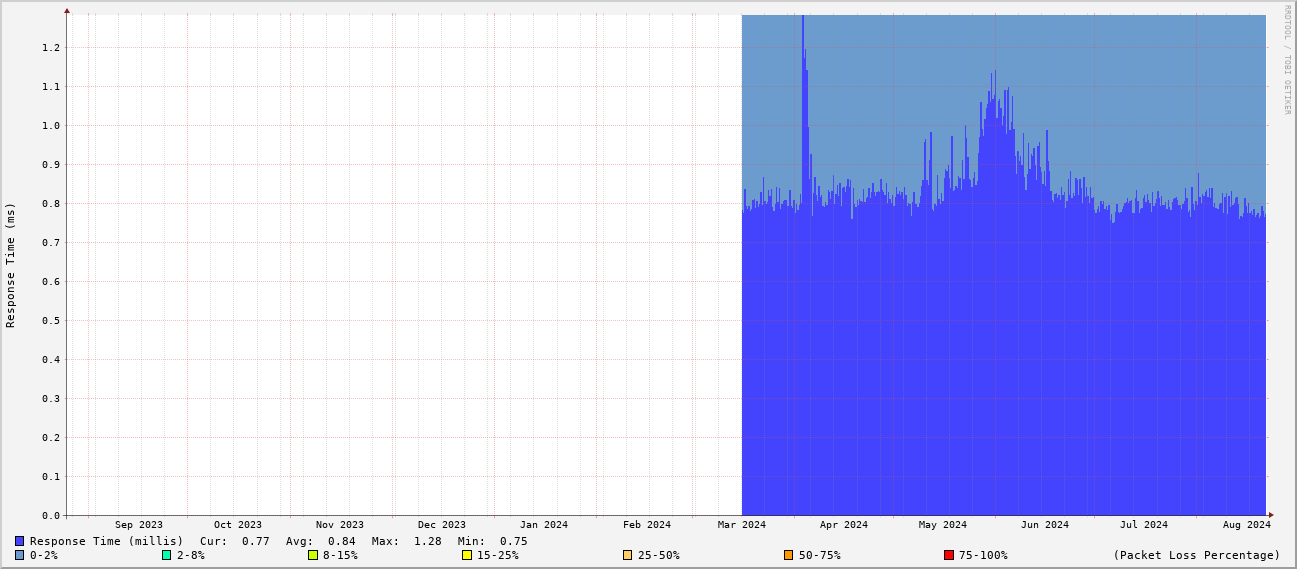 RRDTOOL / TOBI OETIKER
Response Time (ms)
1.2
1.1
1.0
0.9
0.8
0.7
0.6
0.5
0.4
0.3
0.2
0.1
0.0
Sep 2023 Oct 2023 Nov 2023 Dec 2023 Jan 2024 Feb 2024 Mar 2024 Apr 2024 May 2024 Jun 2024 Jul 2024 Aug 2024
Response Time (millis) Cur: 0.77 Avg: 0.84 Max: 1.28 Min: 0.75
0-2% 2-8% 8-15% 15-25% 25-50% 50-75% 75-100% (Packet Loss Percentage)